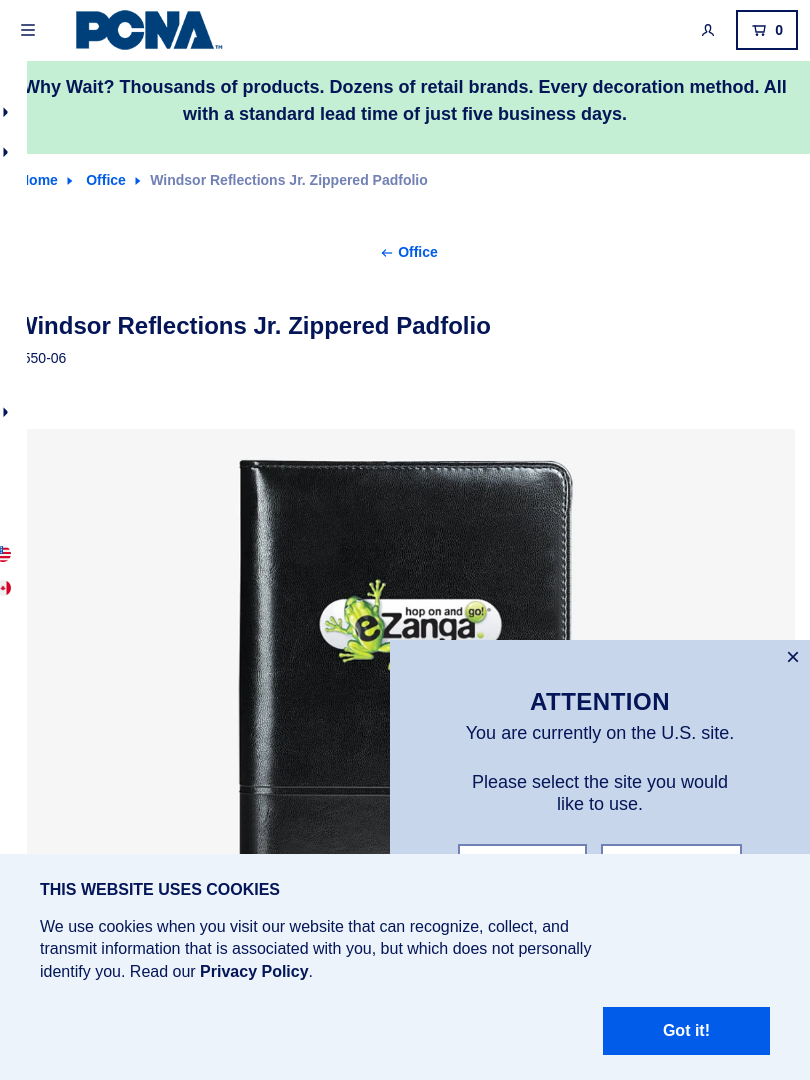 PCNA™
0
Why Wait? Thousands of products. Dozens of retail brands. Every decoration method. All
with a standard lead time of just five business days.
Office
Windsor Reflections Jr. Zippered Padfolio
Office
Windsor Reflections Jr. Zippered Padfolio
hop on and go!
eZanga
ATTENTION
You are currently on the U.S. site.
Please select the site you would
like to use.
THIS WEBSITE USES COOKIES
We use cookies when you visit our website that can recognize, collect, and
transmit information that is associated with you, but which does not personally
identify you. Read our Privacy Policy.
Got it!